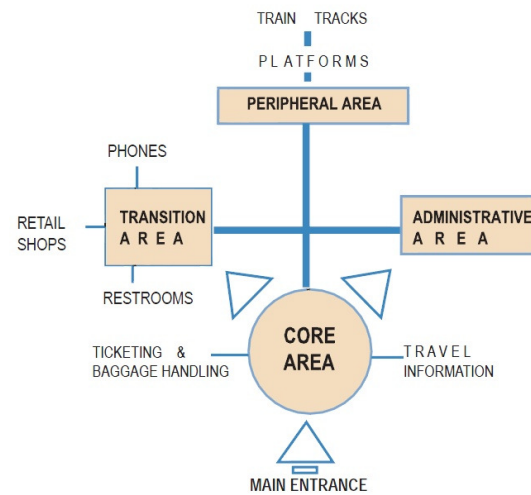 TRAIN TRACKS
PLATFORMS
PERIPHERAL AREA
PHONES
RETAIL
SHOPS
TRANSITION
AREA
ADMINISTRATIVE
AREA
RESTROOMS
CORE
AREA
TICKETING &
BAGGAGE HANDLING
TRAVEL
INFORMATION
MAIN ENTRANCE